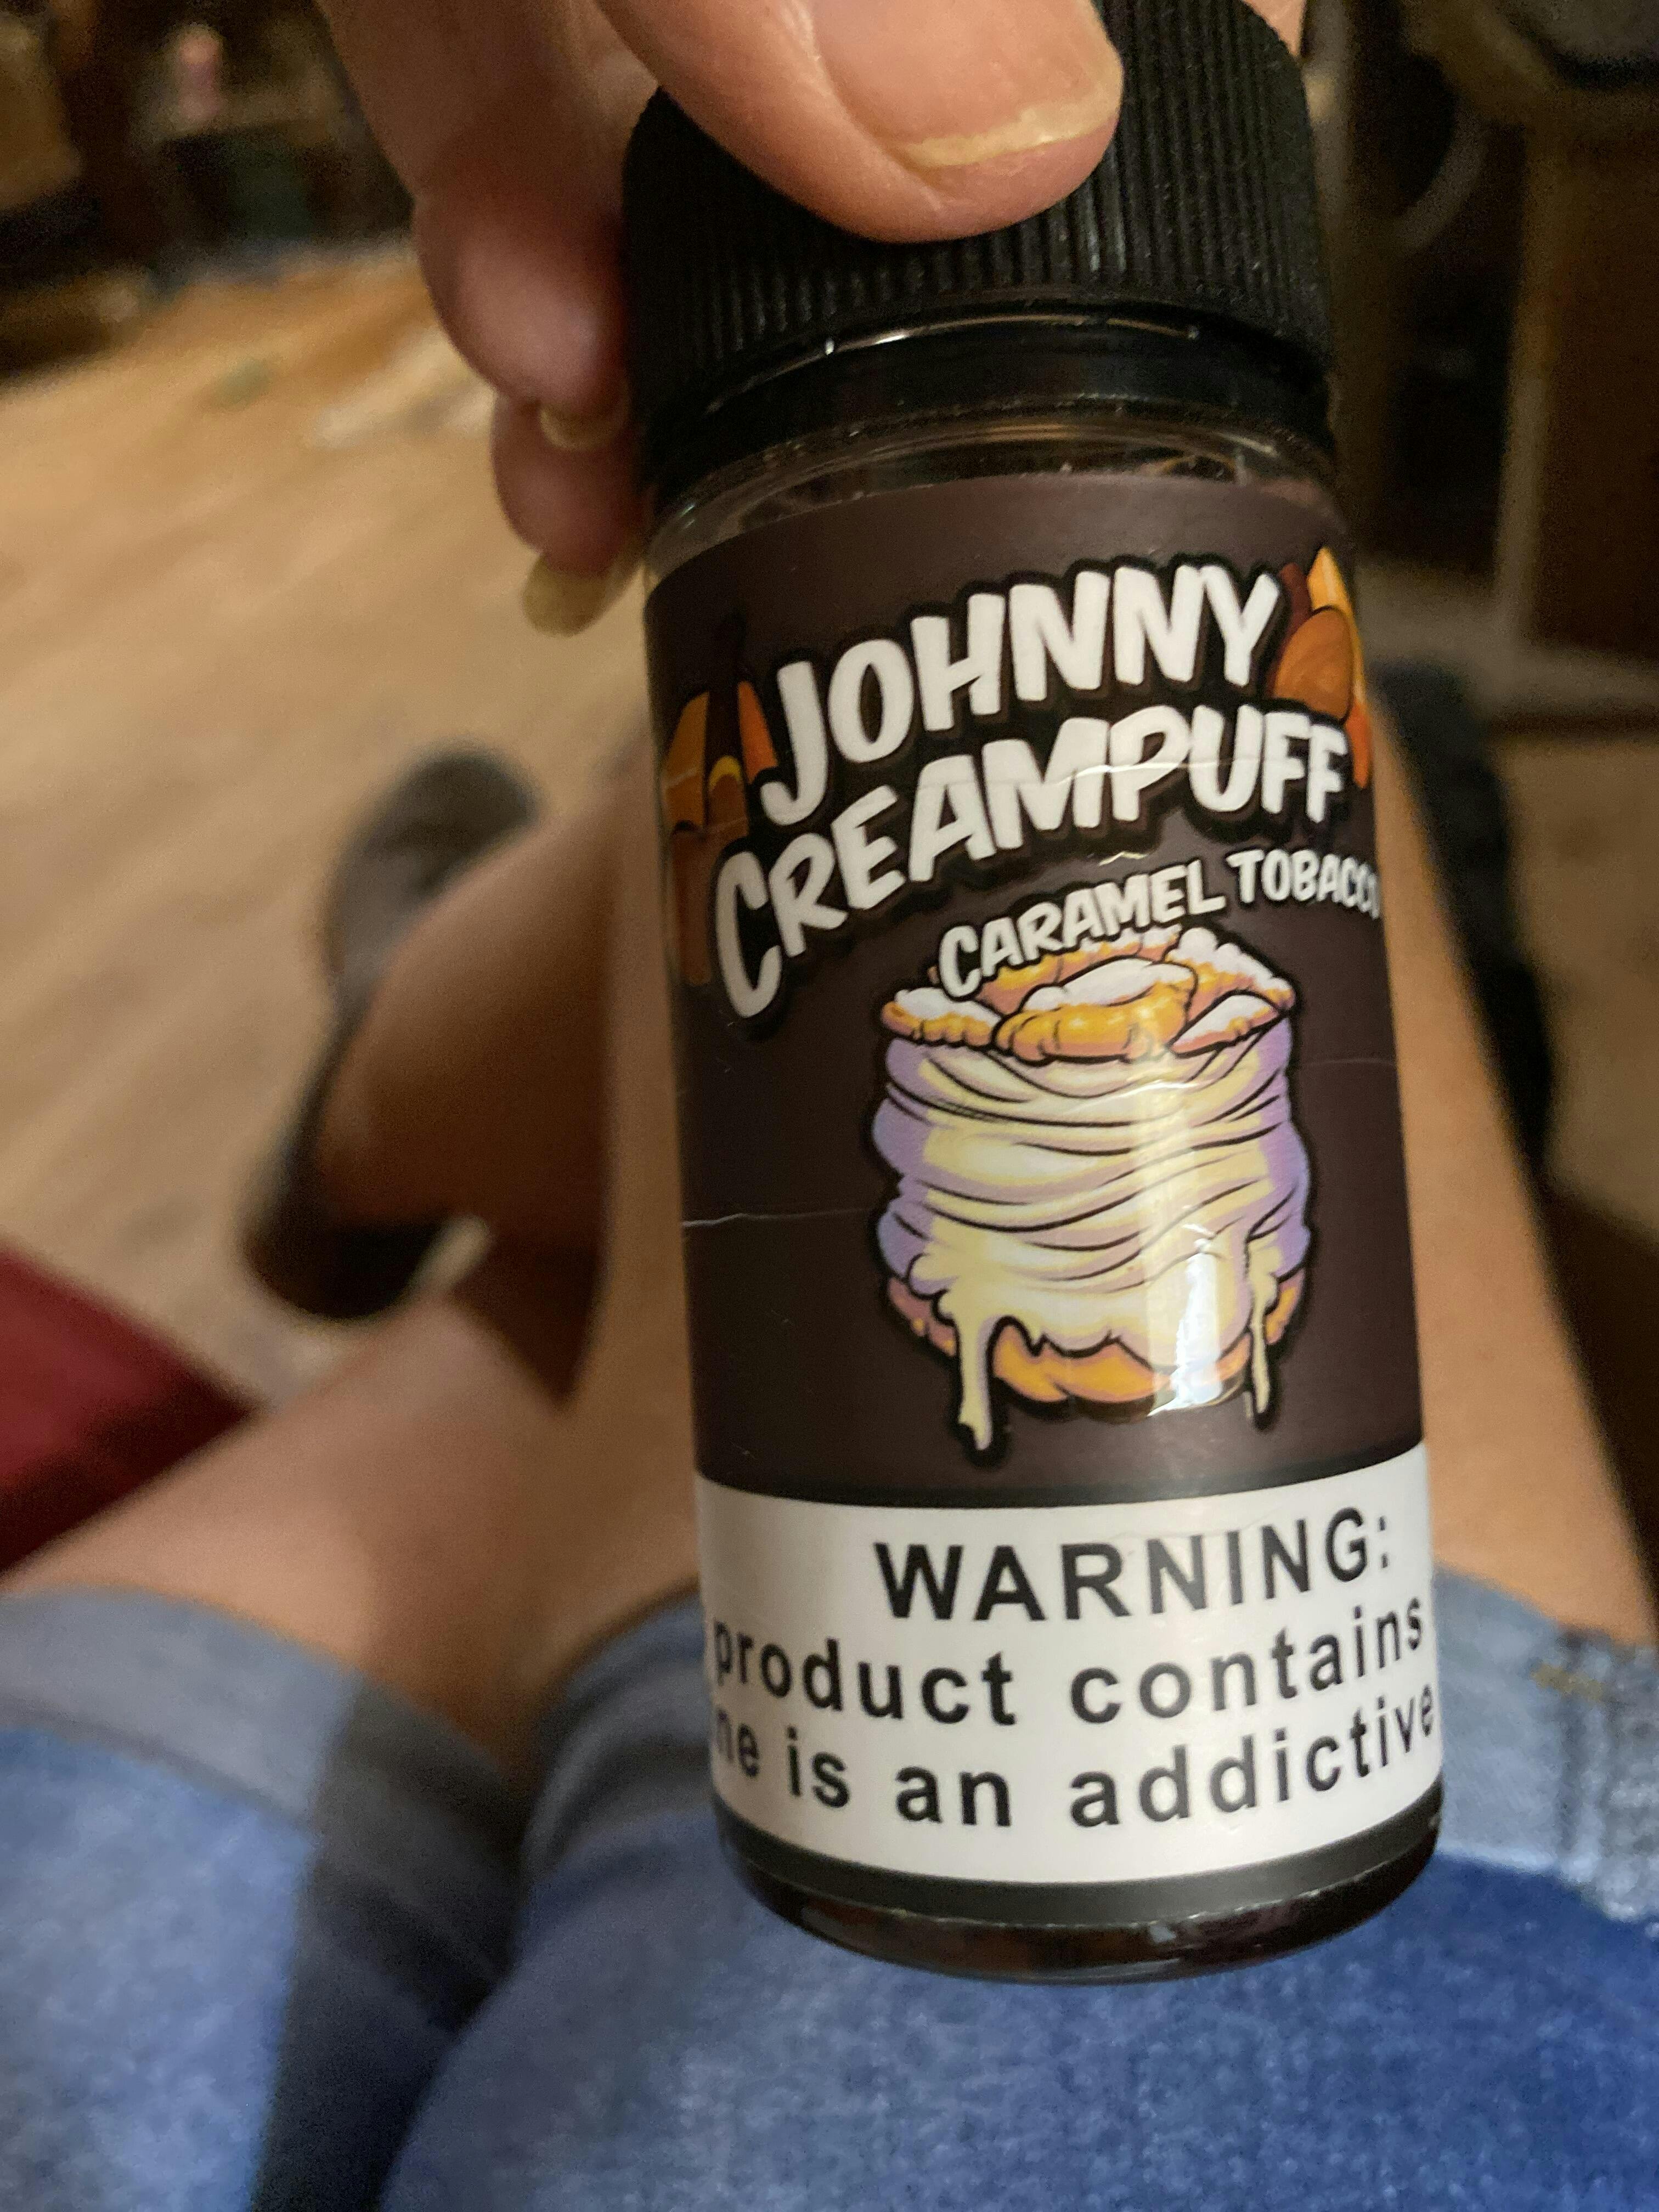 JOHNNY
CREAMPUFF
CARAMEL TOBACCO
WARNING:
product contains
is an addictive